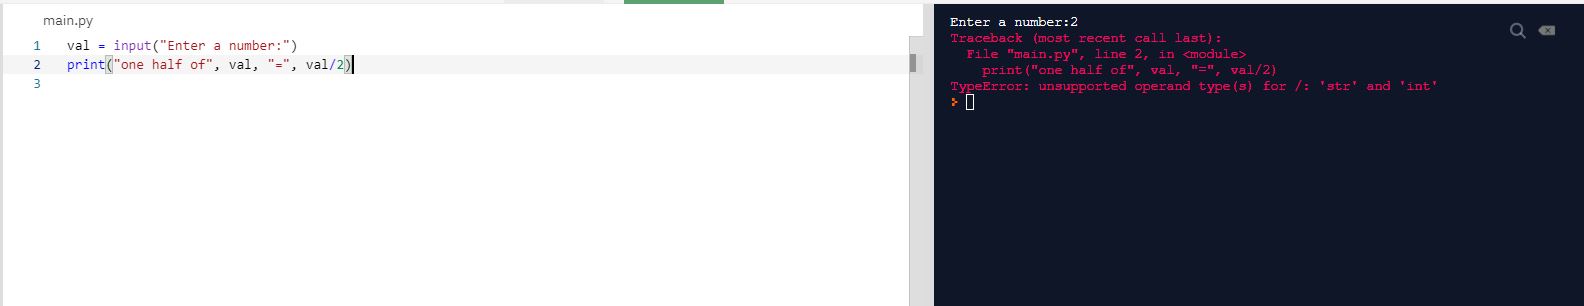 main.py
1 val = input("Enter a number:")
2 print("one half of", val, "=", val/2)
3
Enter a number:2
Traceback (most recent call last):
File "main.py", line 2, in <module>
print("one half of", val, "=", val/2)
TypeError: unsupported operand type(s) for /: 'str' and 'int'